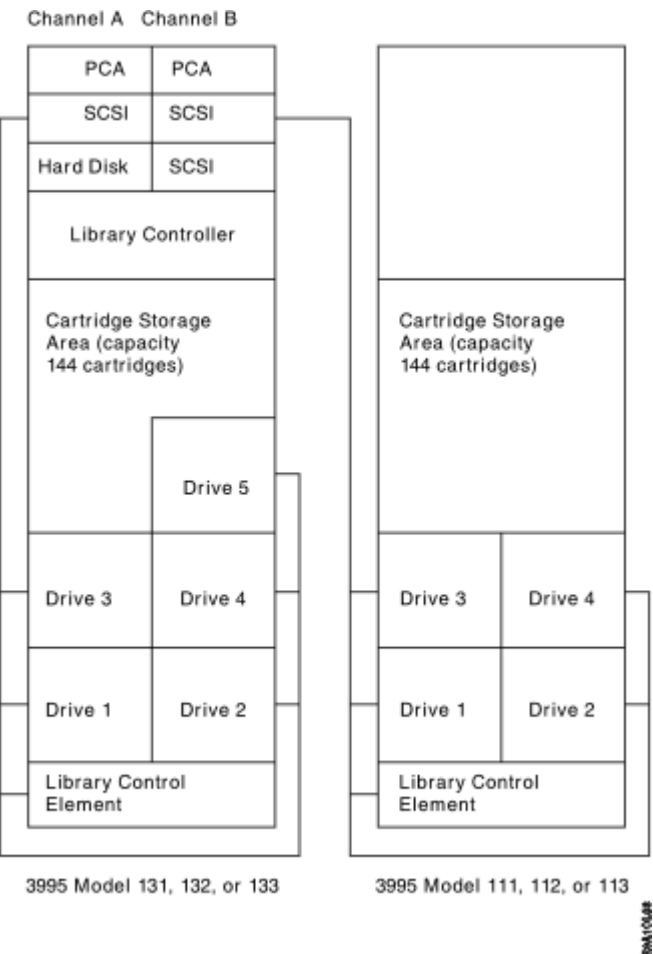 Channel A Channel B
PCA PCA
SCSI SCSI
Hard Disk SCSI
Library Controller
Cartridge Storage
Area (capacity
144 cartridges)
Drive 5
Drive 3 Drive 4
Drive 1 Drive 2
Library Control
Element
3995 Model 131, 132, or 133
Cartridge Storage
Area (capacity
144 cartridges)
Drive 3 Drive 4
Drive 1 Drive 2
Library Control
Element
3995 Model 111, 112, or 113